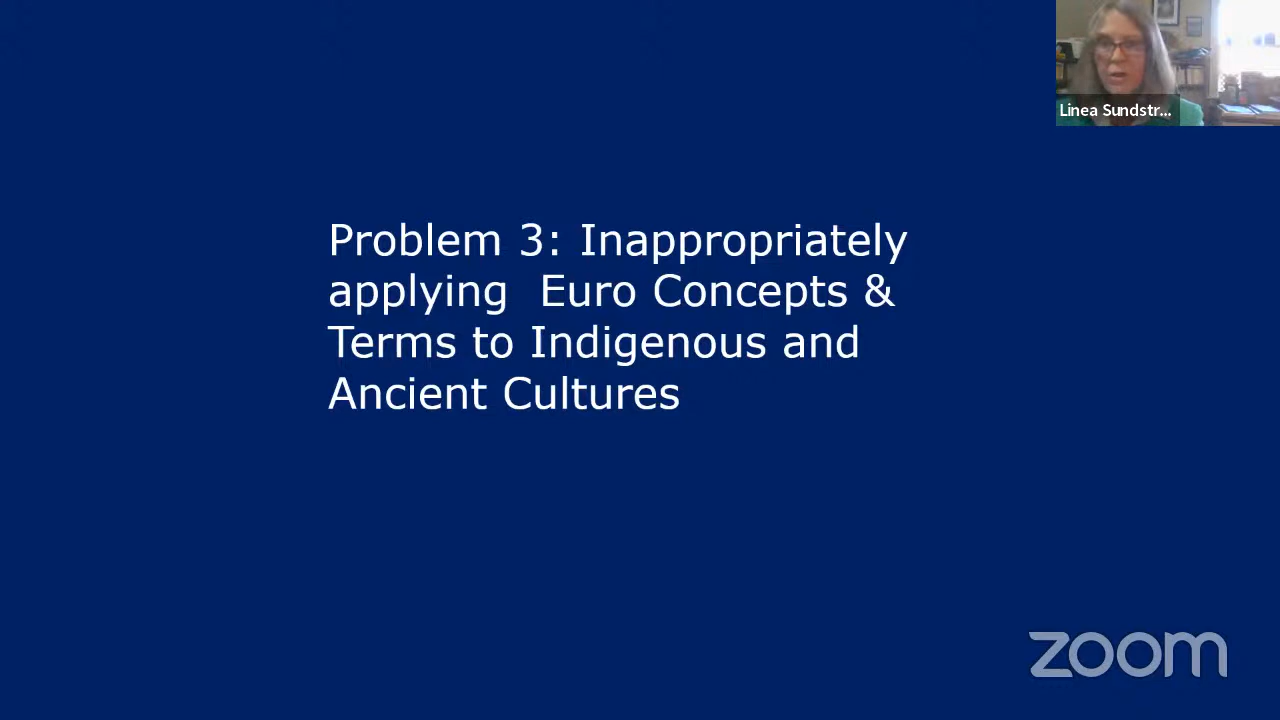 Linea Sundstr...
Problem 3: Inappropriately
applying  Euro Concepts &
Terms to Indigenous and
Ancient Cultures
zoom